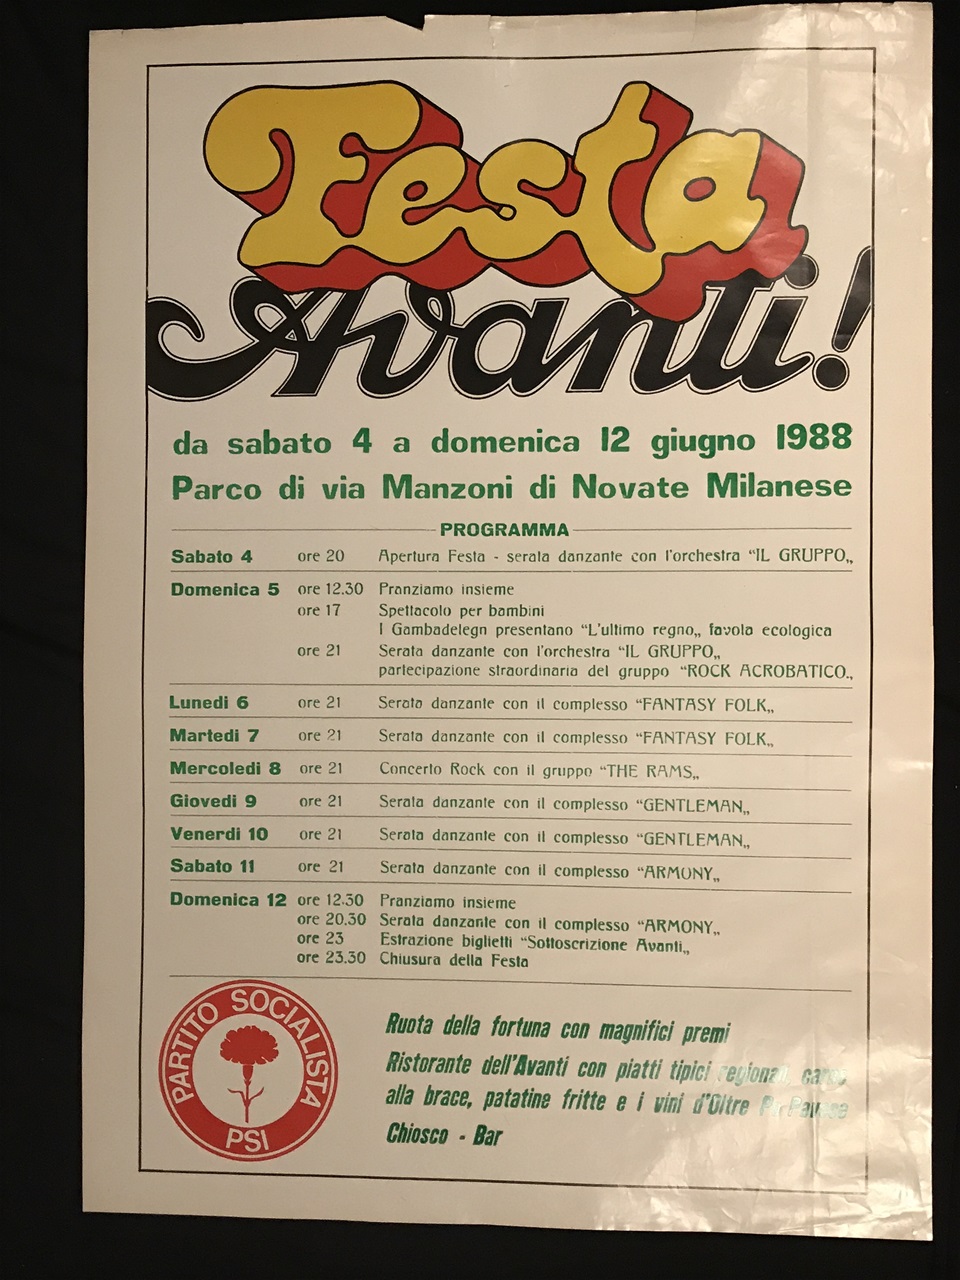 Festa
Avanti!
da sabato 4 a domenica 12 giugno 1988
Parco di via Manzoni di Novate Milanese
PROGRAMMA
Sabato 4 ore 20 Apertura Festa - serata danzante con l'orchestra "IL GRUPPO„
Domenica 5 ore 12.30 Pranziamo insieme
ore 17 Spettacolo per bambini
I Gambadelegn presentano "L'ultimo regno„ favola ecologica
ore 21 Serata danzante con l'orchestra "IL GRUPPO„
partecipazione straordinaria del gruppo "ROCK ACROBATICO.„
Lunedi 6 ore 21 Serata danzante con il complesso "FANTASY FOLK„
Martedi 7 ore 21 Serata danzante con il complesso "FANTASY FOLK„
Mercoledi 8 ore 21 Concerto Rock con il gruppo "THE RAMS„
Giovedi 9 ore 21 Serata danzante con il complesso "GENTLEMAN„
Venerdi 10 ore 21 Serata danzante con il complesso "GENTLEMAN„
Sabato 11 ore 21 Serata danzante con il complesso "ARMONY„
Domenica 12 ore 12.30 Pranziamo insieme
ore 20.30 Serata danzante con il complesso "ARMONY„
ore 23 Estrazione biglietti "Sottoscrizione Avanti„
ore 23.30 Chiusura della Festa
PARTITO SOCIALISTA
PSI
Ruota della fortuna con magnifici premi
Ristorante dell'Avanti con piatti tipici
alla brace, patatine fritte e i vini d'Oltre
Chiosco - Bar